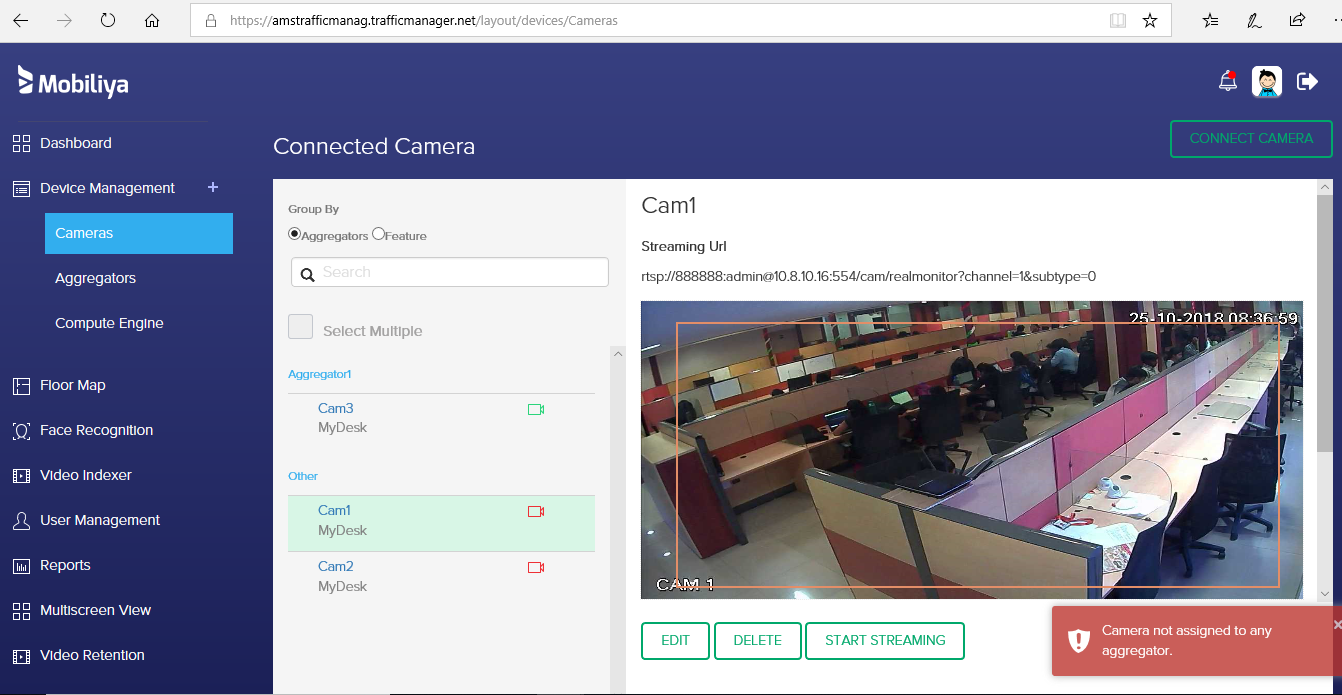 https://amstrafficmanag.trafficmanager.net/layout/devices/Cameras
Mobiliya
Dashboard
Device Management +
Cameras
Aggregators
Compute Engine
Floor Map
Face Recognition
Video Indexer
User Management
Reports
Multiscreen View
Video Retention
Connected Camera
CONNECT CAMERA
Group By
Aggregators Feature
Search
Select Multiple
Aggregator1
Cam3
MyDesk
Other
Cam1
MyDesk
Cam2
MyDesk
Cam1
Streaming Url
rtsp://888888:admin@10.8.10.16:554/cam/realmonitor?channel=1&subtype=0
25-10-2018 08:36:59
CAM 1
EDIT
DELETE
START STREAMING
Camera not assigned to any
aggregator.